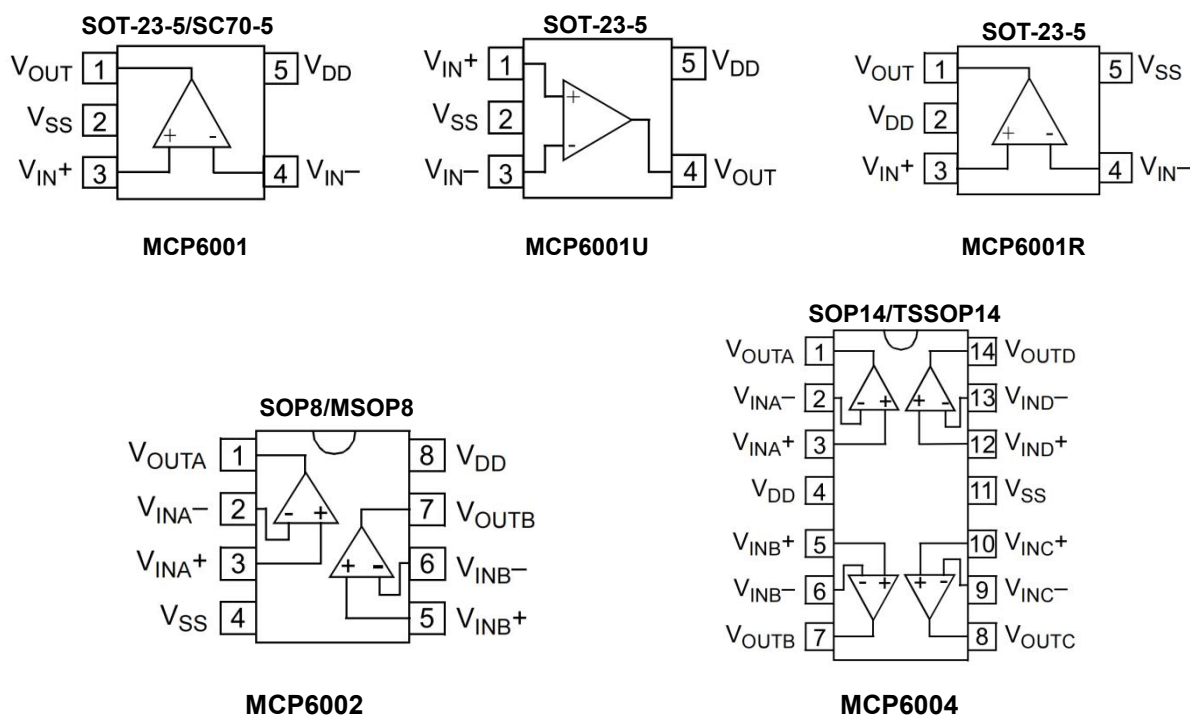 SOT-23-5/SC70-5
VOUT 1 5 VDD
VSS 2
VIN+ 3 4 VIN–
+ -
MCP6001
SOT-23-5
VIN+ 1 5 VDD
VSS 2
VIN– 3 4 VOUT
+
-
MCP6001U
SOT-23-5
VOUT 1 5 VSS
VDD 2
VIN+ 3 4 VIN–
+ -
MCP6001R
SOP8/MSOP8
VOUTA 1 8 VDD
VINA– 2 - + 7 VOUTB
VINA+ 3 + - 6 VINB–
VSS 4 5 VINB+
MCP6002
SOP14/TSSOP14
VOUTA 1 14 VOUTD
VINA– 2 - + + - 13 VIND–
VINA+ 3 12 VIND+
VDD 4 11 VSS
VINB+ 5 10 VINC+
VINB– 6 - + + - 9 VINC–
VOUTB 7 8 VOUTC
MCP6004